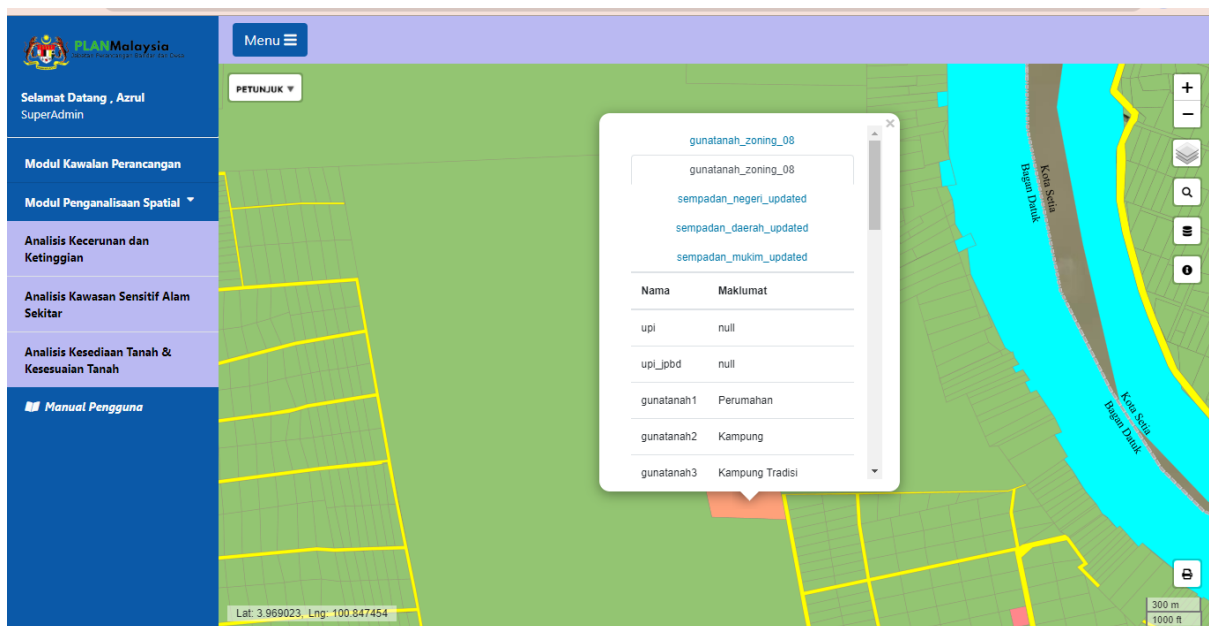 PLANMalaysia
Menu
Selamat Datang , Azrul
SuperAdmin
Modul Kawalan Perancangan
Modul Penganalisaan Spatial
Analisis Kecerunan dan
Ketinggian
Analisis Kawasan Sensitif Alam
Sekitar
Analisis Kesediaan Tanah &
Kesesuaian Tanah
Manual Pengguna
PETUNJUK ▼
gunatanah_zoning_08
gunatanah_zoning_08
sempadan_negeri_updated
sempadan_daerah_updated
sempadan_mukim_updated
Nama Maklumat
upi null
upi_jpbd null
gunatanah1 Perumahan
gunatanah2 Kampung
gunatanah3 Kampung Tradisi
×
Kota Setia
Bagan Datuk
Kota Setia
Bagan Datuk
+
−
Lat: 3.969023, Lng: 100.847454
300 m
1000 ft